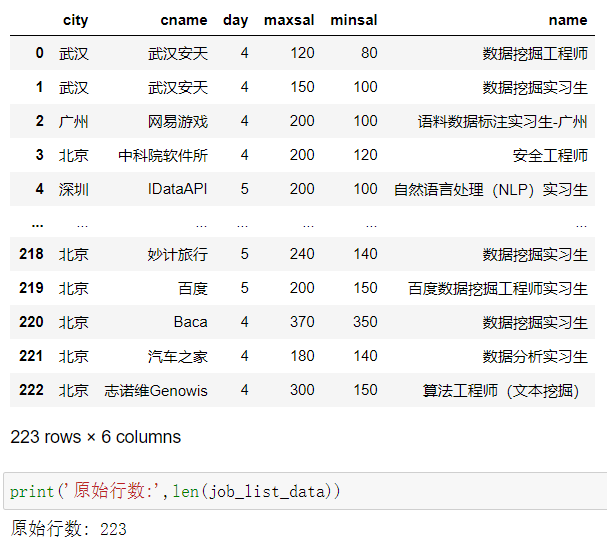 city cname day maxsal minsal name
0 武汉 武汉安天 4 120 80 数据挖掘工程师
1 武汉 武汉安天 4 150 100 数据挖掘实习生
2 广州 网易游戏 4 200 100 语料数据标注实习生-广州
3 北京 中科院软件所 4 200 120 安全工程师
4 深圳 IDataAPI 5 200 100 自然语言处理（NLP）实习生
... ... ... ... ... ... ...
218 北京 妙计旅行 5 240 140 数据挖掘实习生
219 北京 百度 5 200 150 百度数据挖掘工程师实习生
220 北京 Baca 4 370 350 数据挖掘实习生
221 北京 汽车之家 4 180 140 数据分析实习生
222 北京 志诺维Genowis 4 300 150 算法工程师（文本挖掘）
223 rows × 6 columns
print('原始行数:',len(job_list_data))
原始行数: 223